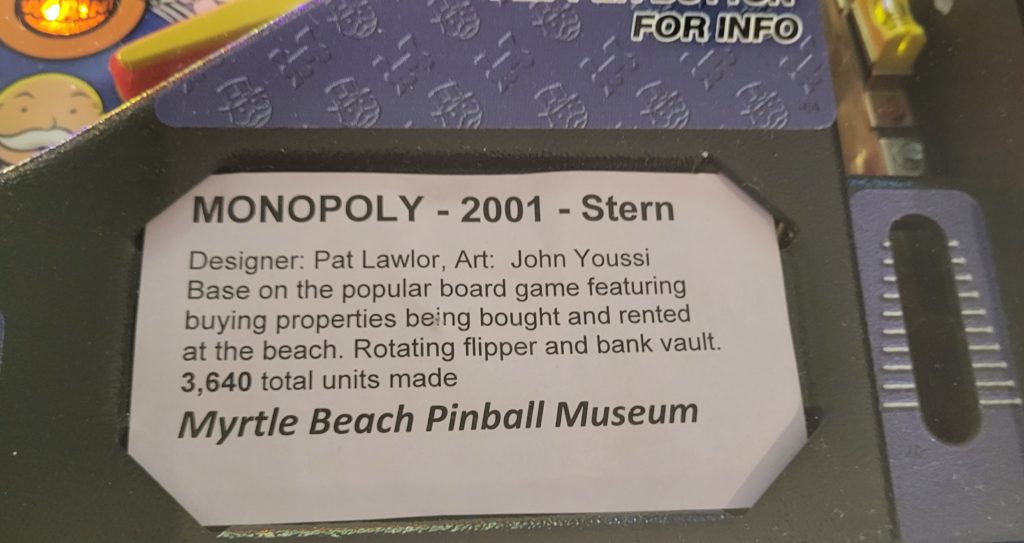 FOR INFO
MONOPOLY - 2001 - Stern
Designer: Pat Lawlor, Art: John Youssi
Base on the popular board game featuring
buying properties being bought and rented
at the beach. Rotating flipper and bank vault.
3,640 total units made
Myrtle Beach Pinball Museum